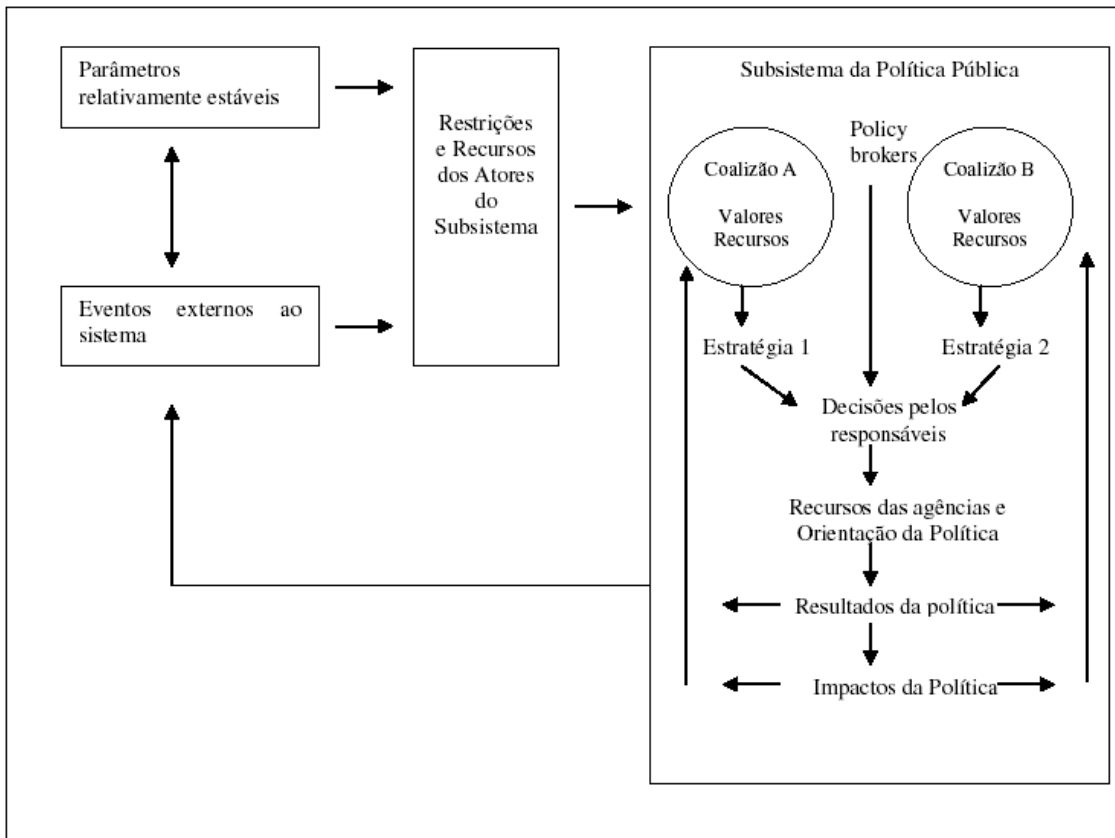 Parâmetros
relativamente estáveis
Eventos externos ao
sistema
Restrições
e Recursos
dos Atores
do
Subsistema
Subsistema da Política Pública
Policy
brokers
Coalizão A
Valores
Recursos
Coalizão B
Valores
Recursos
Estratégia 1
Estratégia 2
Decisões pelos
responsáveis
Recursos das agências e
Orientação da Política
Resultados da política
Impactos da Política